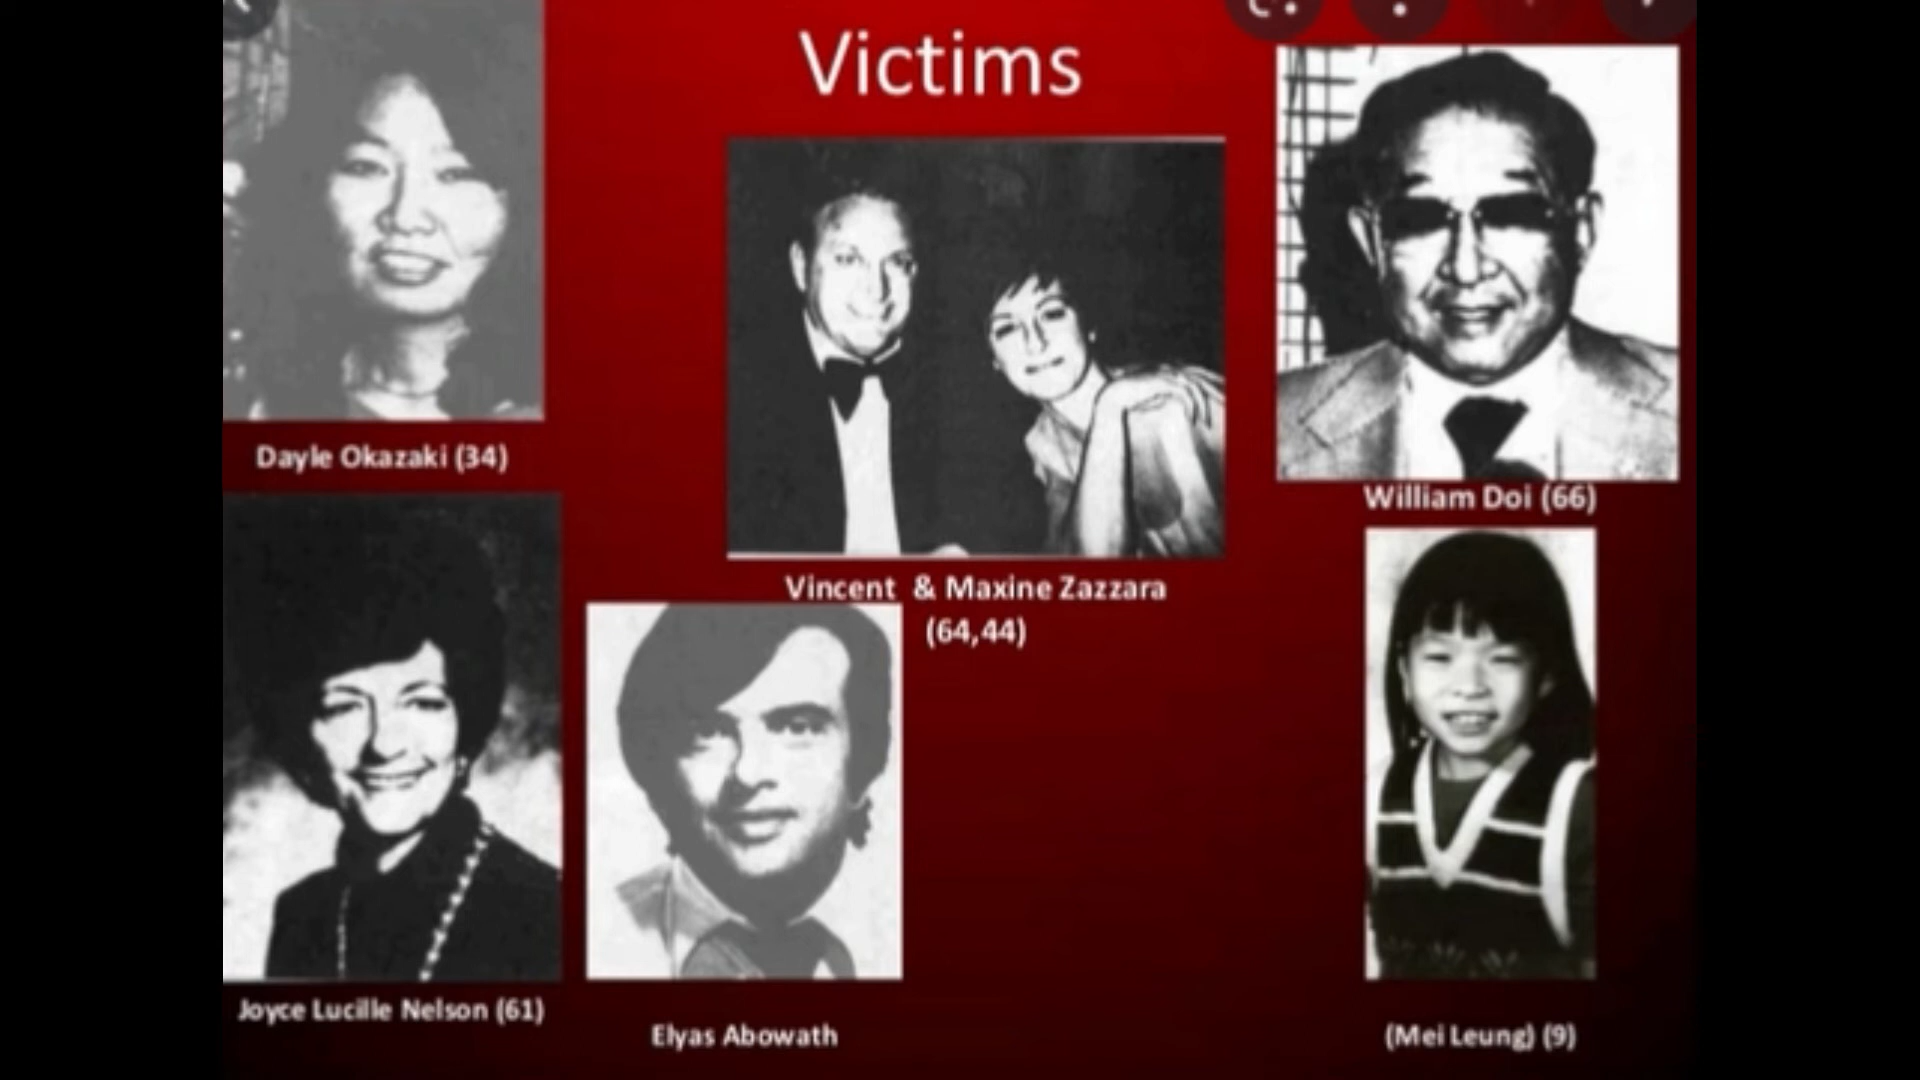 Victims
Dayle Okazaki (34)
William Doi (66)
Vincent & Maxine Zazzara
(64,44)
Joyce Lucille Nelson (61)
Elyas Abowath
(Mei Leung) (9)